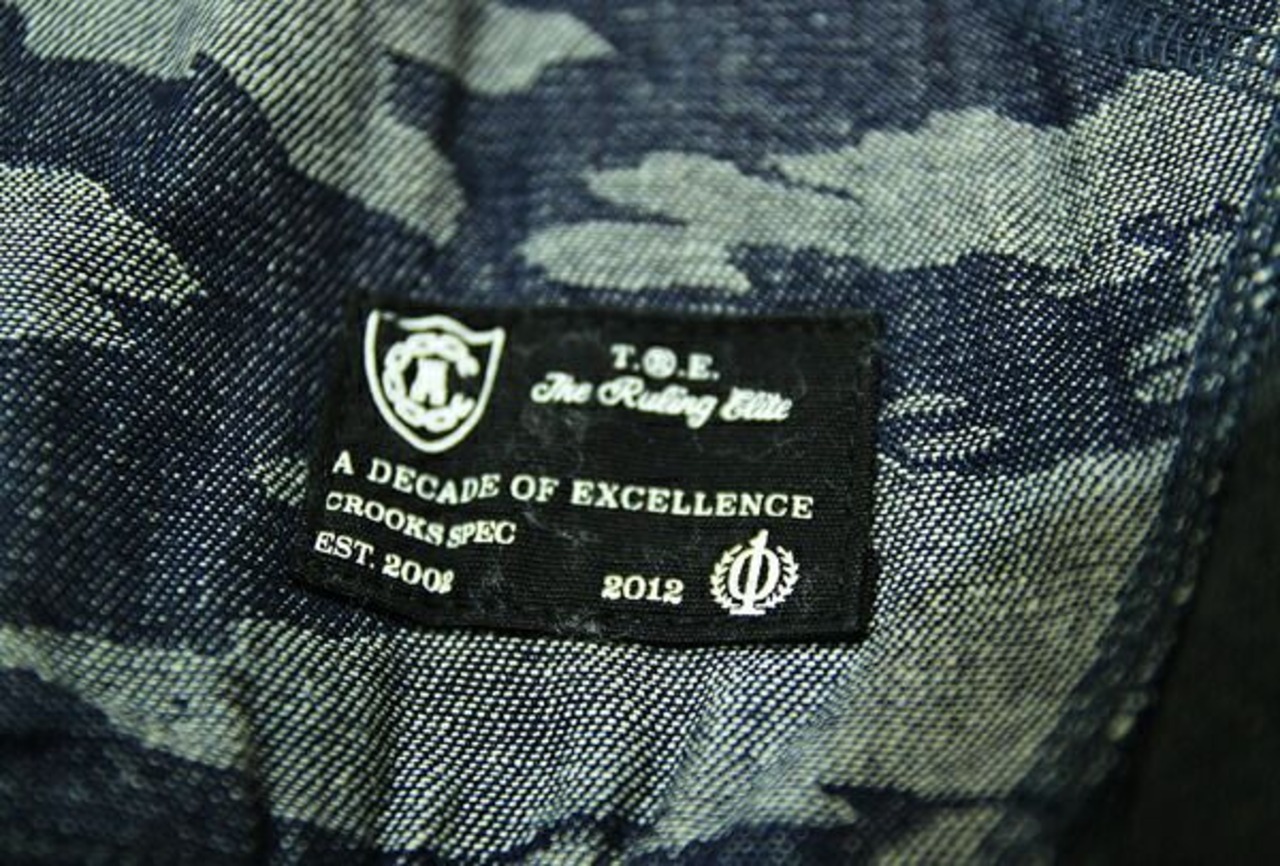 T.®.E.
The Ruling Elite
A DECADE OF EXCELLENCE
CROOKS SPEC
EST. 2002
2012